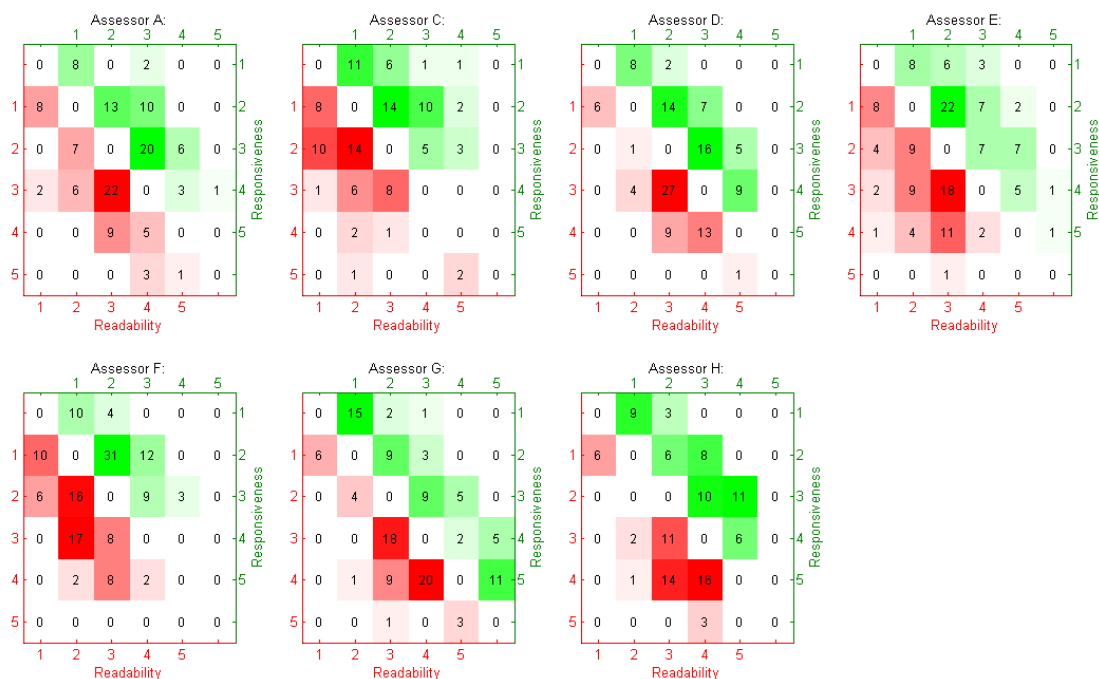 Assessor A:
1 2 3 4 5
0 8 0 2 0 0 1
1 8 0 13 10 0 0 2
2 0 7 0 20 6 0 3
3 2 6 22 0 3 1 4
4 0 0 9 5 0 0 5
5 0 0 0 3 1 0
1 2 3 4 5
Readability
Responsiveness
Assessor C:
1 2 3 4 5
0 11 6 1 1 0 1
1 8 0 14 10 2 0 2
2 10 14 0 5 3 0 3
3 1 6 8 0 0 0 4
4 0 2 1 0 0 0 5
5 0 1 0 0 2 0
1 2 3 4 5
Readability
Responsiveness
Assessor D:
1 2 3 4 5
0 8 2 0 0 0 1
1 6 0 14 7 0 0 2
2 0 1 0 16 5 0 3
3 0 4 27 0 9 0 4
4 0 0 9 13 0 0 5
5 0 0 0 0 1 0
1 2 3 4 5
Readability
Responsiveness
Assessor E:
1 2 3 4 5
0 8 6 3 0 0 1
1 8 0 22 7 2 0 2
2 4 9 0 7 7 0 3
3 2 9 18 0 5 1 4
4 1 4 11 2 0 1 5
5 0 0 1 0 0 0
1 2 3 4 5
Readability
Responsiveness
Assessor F:
1 2 3 4 5
0 10 4 0 0 0 1
1 10 0 31 12 0 0 2
2 6 16 0 9 3 0 3
3 0 17 8 0 0 0 4
4 0 2 8 2 0 0 5
5 0 0 0 0 0 0
1 2 3 4 5
Readability
Responsiveness
Assessor G:
1 2 3 4 5
0 15 2 1 0 0 1
1 6 0 9 3 0 0 2
2 0 4 0 9 5 0 3
3 0 0 18 0 2 5 4
4 0 1 9 20 0 11 5
5 0 0 1 0 3 0
1 2 3 4 5
Readability
Responsiveness
Assessor H:
1 2 3 4 5
0 9 3 0 0 0 1
1 6 0 6 8 0 0 2
2 0 0 0 10 11 0 3
3 0 2 11 0 6 0 4
4 0 1 14 16 0 0 5
5 0 0 0 3 0 0
1 2 3 4 5
Readability
Responsiveness